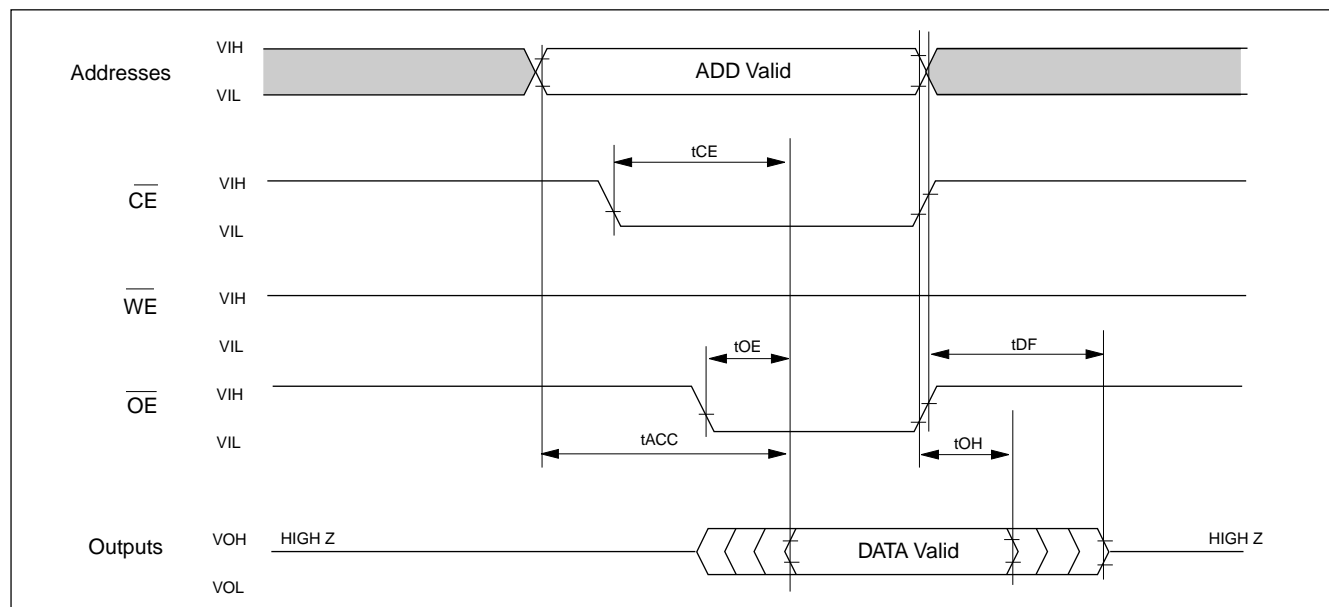 VIH
Addresses
ADD Valid
VIL
tCE
VIH
CE
VIL
VIH
WE
VIL
tOE
tDF
VIH
OE
VIL
tACC
tOH
VOH
HIGH Z
Outputs
DATA Valid
HIGH Z
VOL